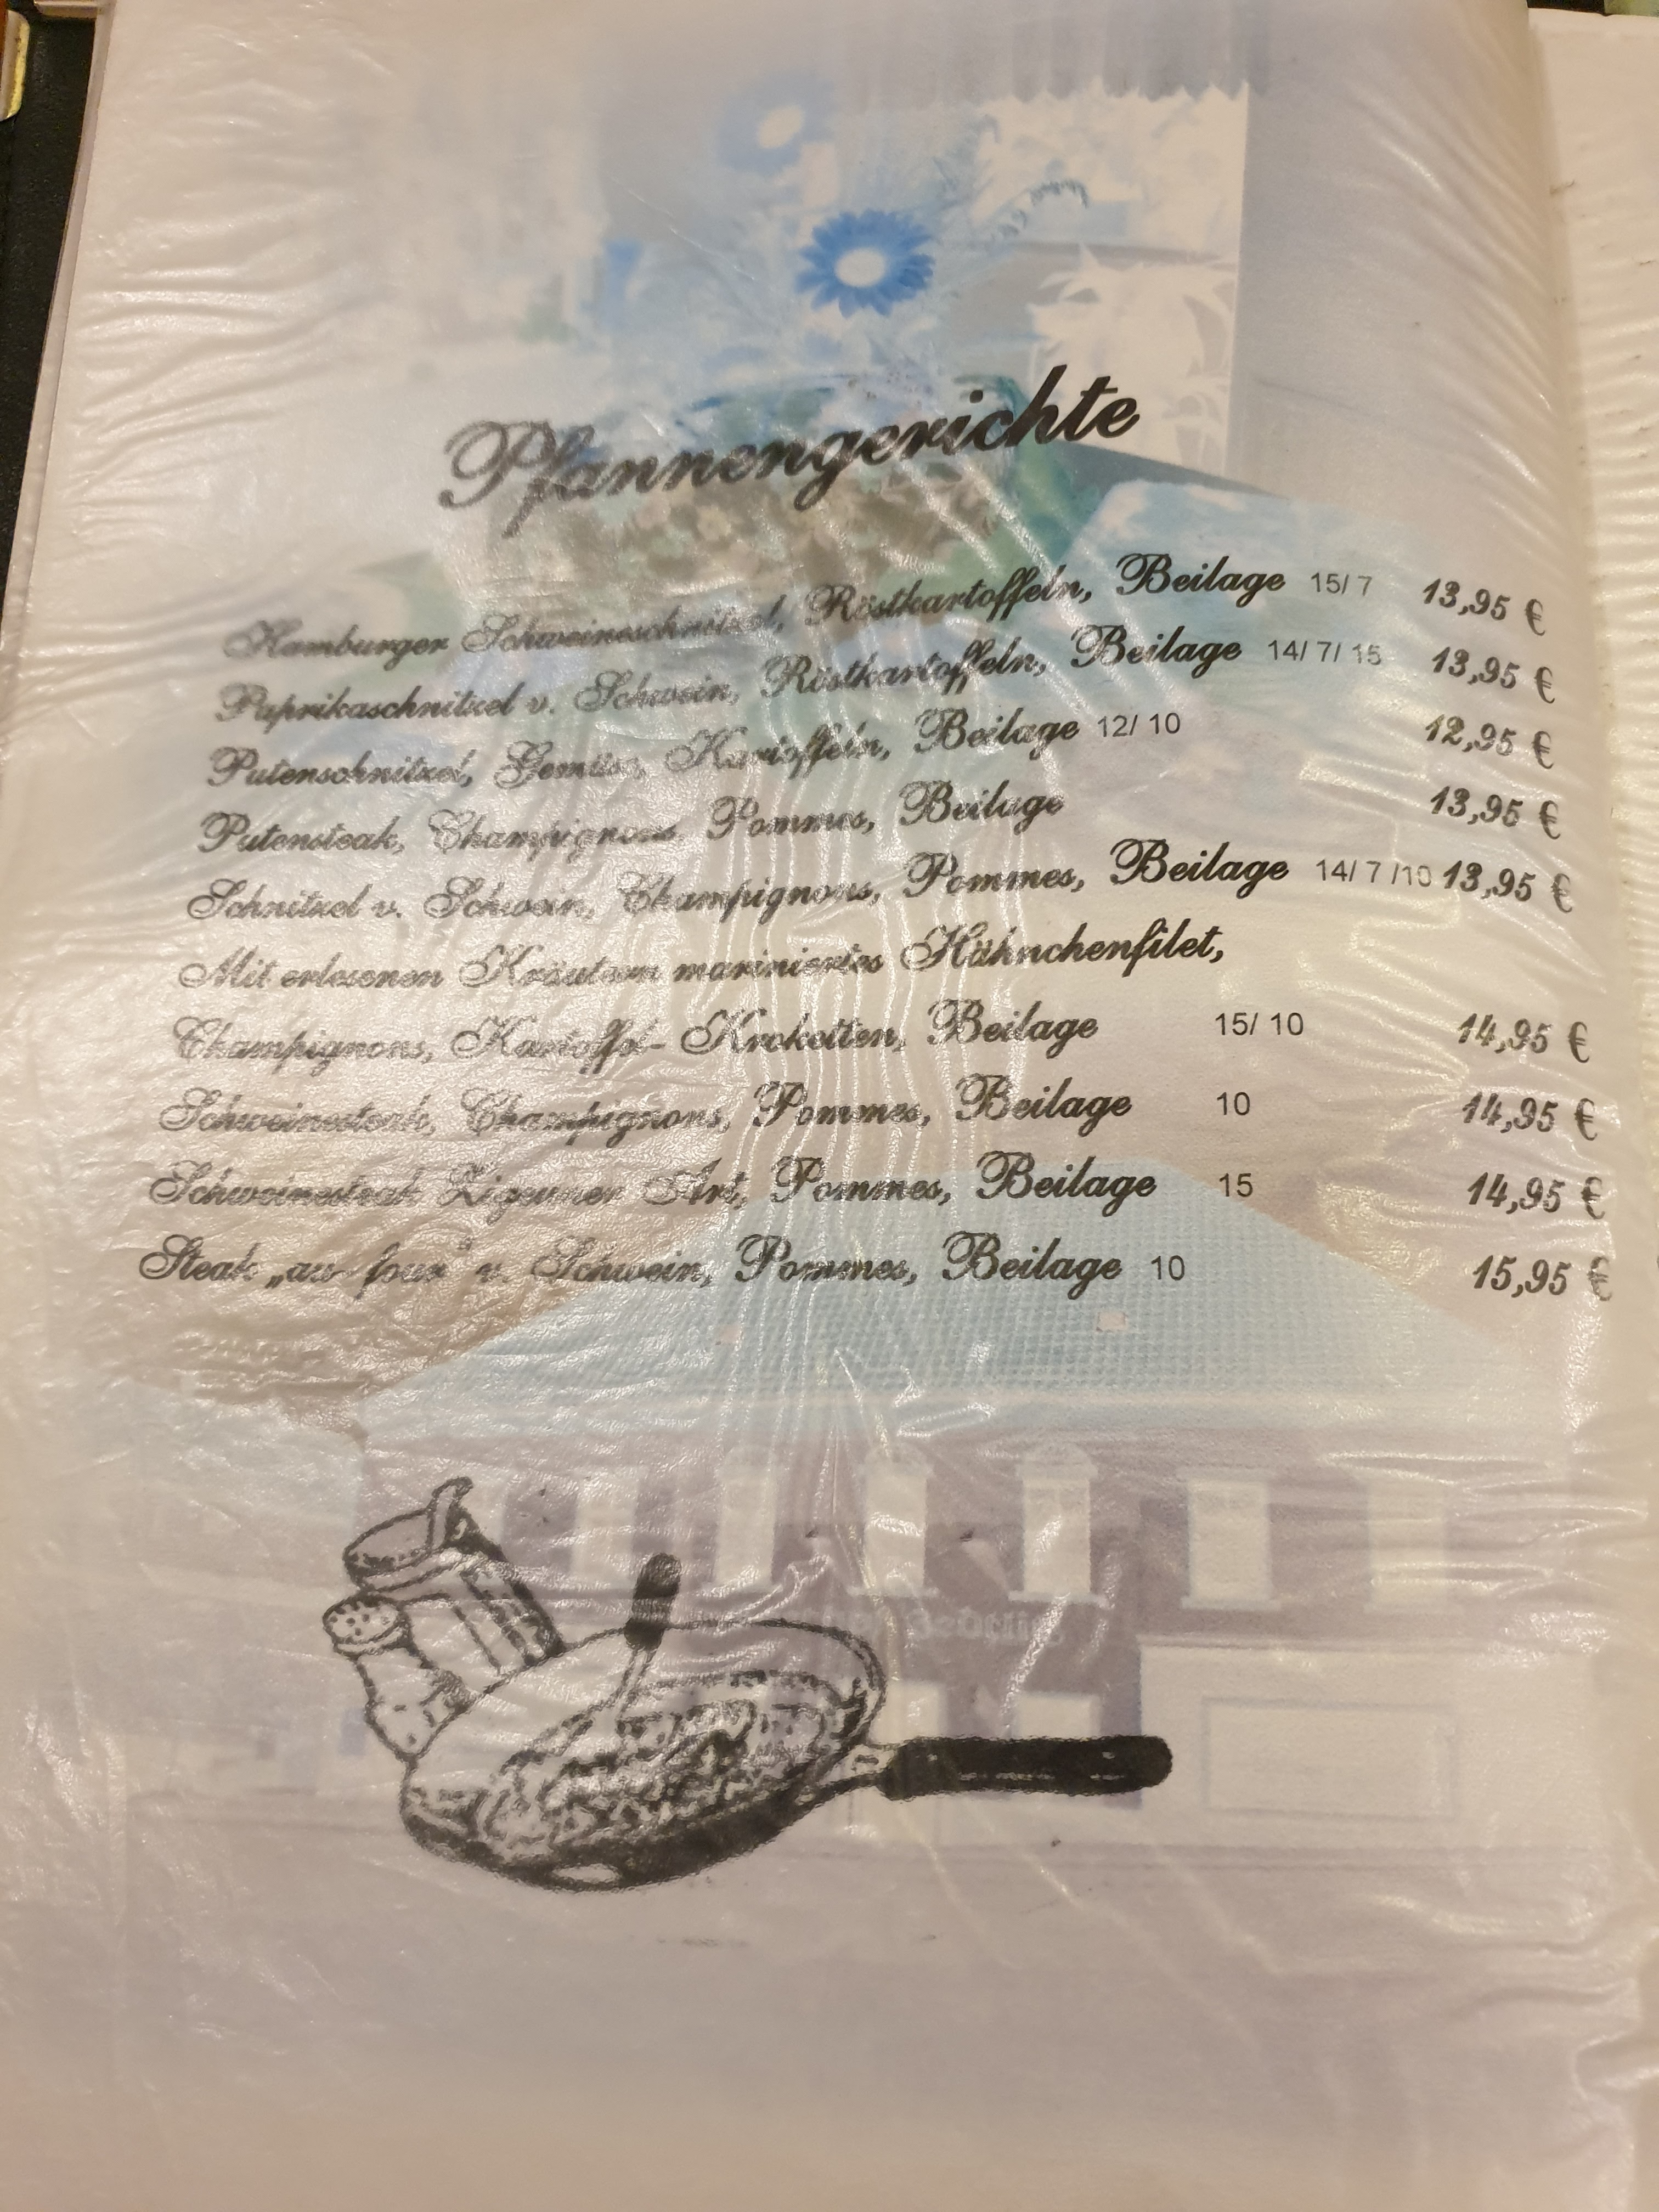 Pfannengerichte
Hamburger Schweineschnitzel, Röstkartoffeln, Beilage 15/ 7 13,95 €
Paprikaschnitzel v. Schwein, Röstkartoffeln, Beilage 14/ 7/ 15 13,95 €
Putenschnitzel, Gemüse, Kartoffeln, Beilage 12/ 10 12,95 €
Putensteak, Champignons, Pommes, Beilage 13,95 €
Schnitzel v. Schwein, Champignons, Pommes, Beilage 14/ 7 /10 13,95 €
Mit erlesenen Kräutern mariniertes Hähnchenfilet,
Champignons, Kartoffel- Kroketten, Beilage 15/ 10 14,95 €
Schweinesteak, Champignons, Pommes, Beilage 10 14,95 €
Schweinesteak Zigeuner Art, Pommes, Beilage 15 14,95 €
Steak „au four“ v. Schwein, Pommes, Beilage 10 15,95 €